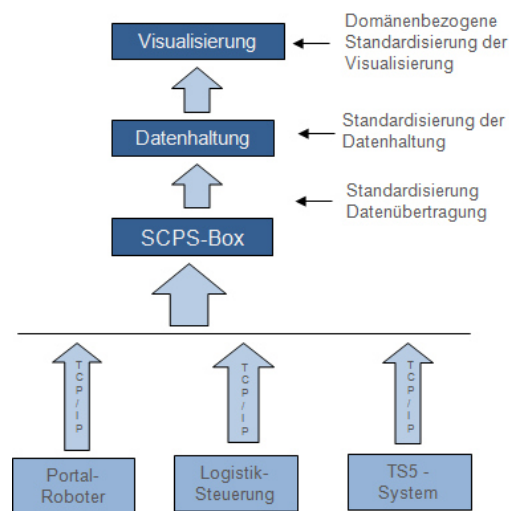 Visualisierung
Domänenbezogene
Standardisierung der
Visualisierung
Datenhaltung
Standardisierung der
Datenhaltung
Standardisierung
Datenübertragung
SCPS-Box
TCP/IP
TCP/IP
TCP/IP
Portal-
Roboter
Logistik-
Steuerung
TS5 -
System